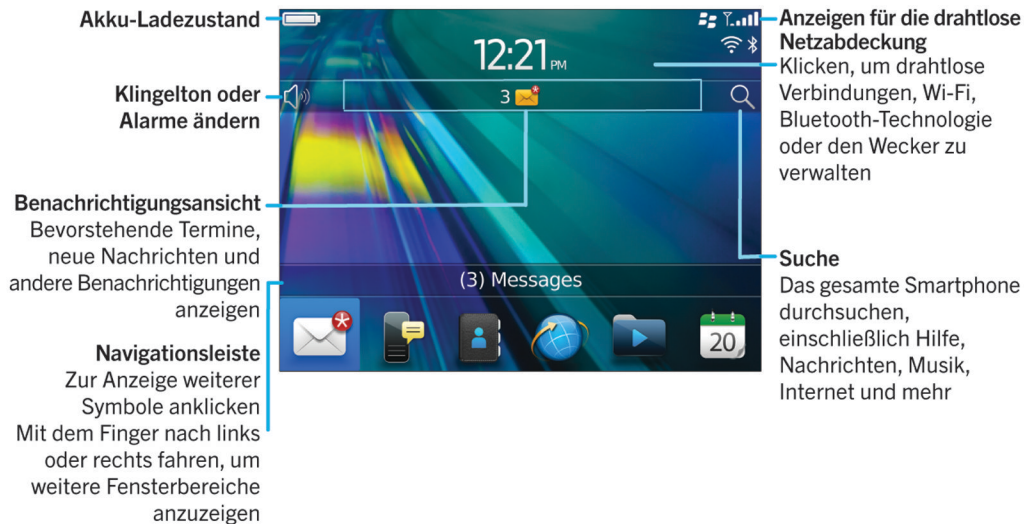 Akku-Ladezustand
Klingelton oder
Alarme ändern
Benachrichtigungsansicht
Bevorstehende Termine,
neue Nachrichten und
andere Benachrichtigungen
anzeigen
Navigationsleiste
Zur Anzeige weiterer
Symbole anklicken
Mit dem Finger nach links
oder rechts fahren, um
weitere Fensterbereiche
anzuzeigen
12:21 PM
3
(3) Messages
20
Anzeigen für die drahtlose
Netzabdeckung
Klicken, um drahtlose
Verbindungen, Wi-Fi,
Bluetooth-Technologie
oder den Wecker zu
verwalten
Suche
Das gesamte Smartphone
durchsuchen,
einschließlich Hilfe,
Nachrichten, Musik,
Internet und mehr